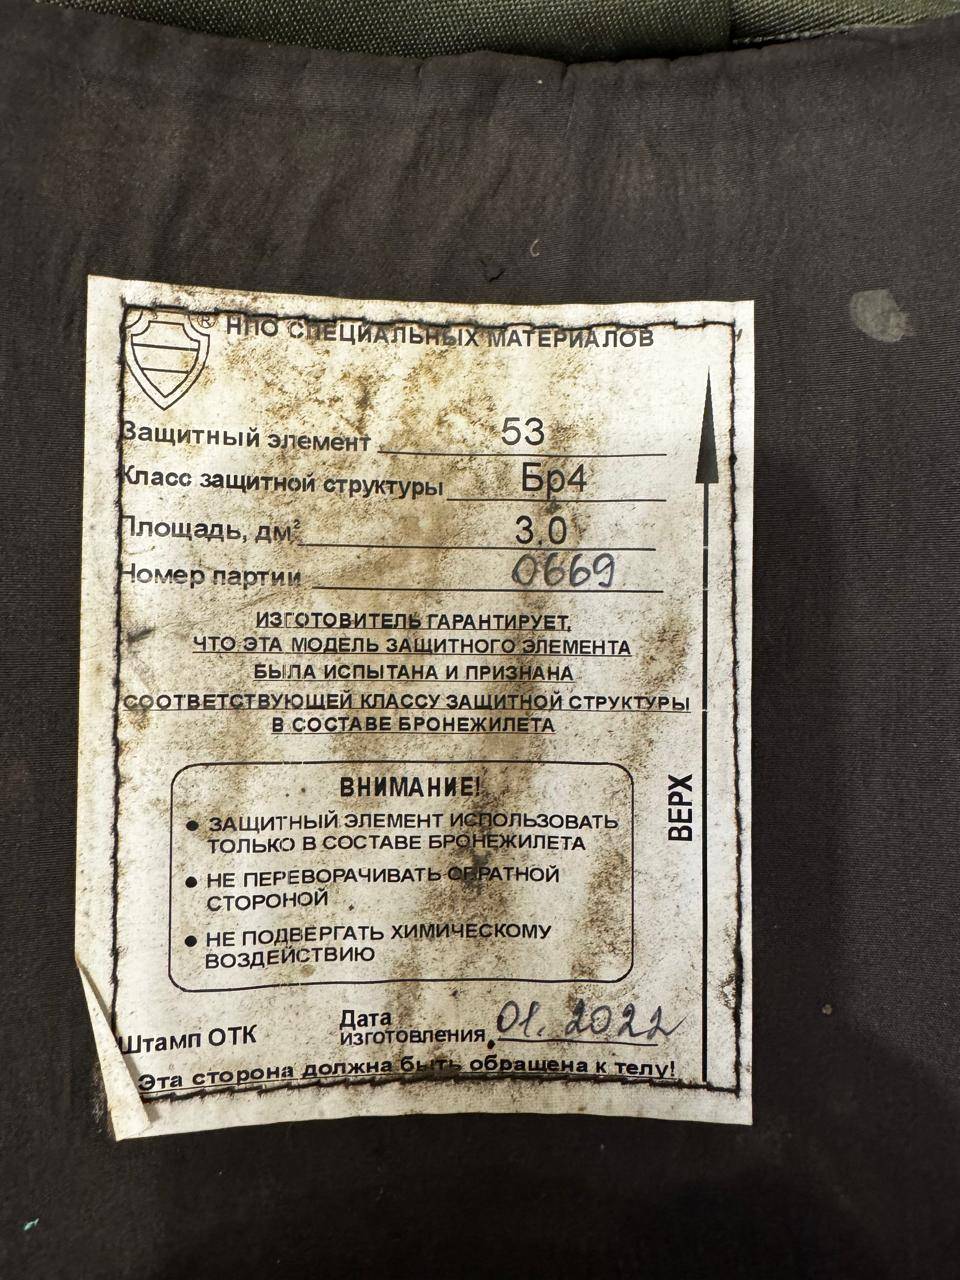 ®
НПО СПЕЦИАЛЬНЫХ МАТЕРИАЛОВ
Защитный элемент 53
Класс защитной структуры Бр4
Площадь, дм² 3,0
Номер партии 0669
ИЗГОТОВИТЕЛЬ ГАРАНТИРУЕТ,
ЧТО ЭТА МОДЕЛЬ ЗАЩИТНОГО ЭЛЕМЕНТА
БЫЛА ИСПЫТАНА И ПРИЗНАНА
СООТВЕТСТВУЮЩЕЙ КЛАССУ ЗАЩИТНОЙ СТРУКТУРЫ
В СОСТАВЕ БРОНЕЖИЛЕТА
ВНИМАНИЕ!
● ЗАЩИТНЫЙ ЭЛЕМЕНТ ИСПОЛЬЗОВАТЬ
ТОЛЬКО В СОСТАВЕ БРОНЕЖИЛЕТА
● НЕ ПЕРЕВОРАЧИВАТЬ ОБРАТНОЙ
СТОРОНОЙ
● НЕ ПОДВЕРГАТЬ ХИМИЧЕСКОМУ
ВОЗДЕЙСТВИЮ
ВЕРХ
Штамп ОТК
Дата
изготовления 01.2022
Эта сторона должна быть обращена к телу!